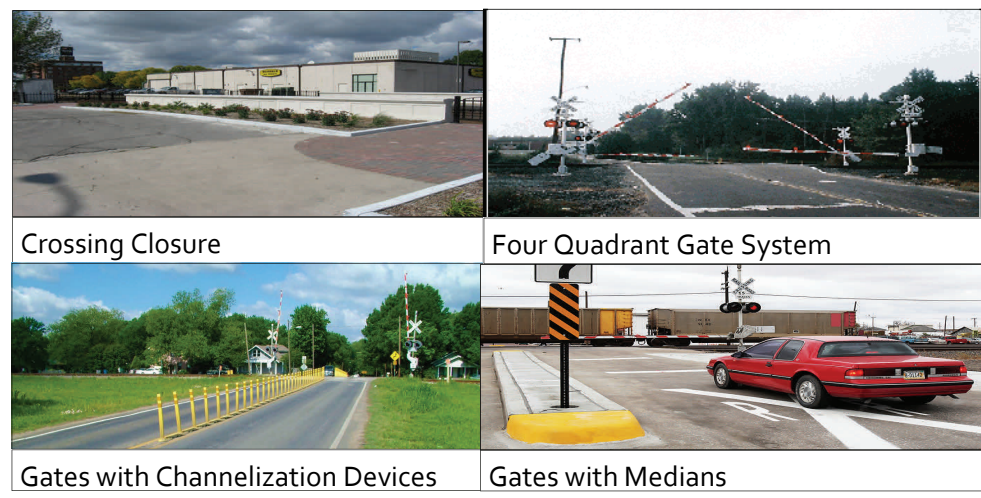 Crossing Closure
Four Quadrant Gate System
Gates with Channelization Devices
Gates with Medians